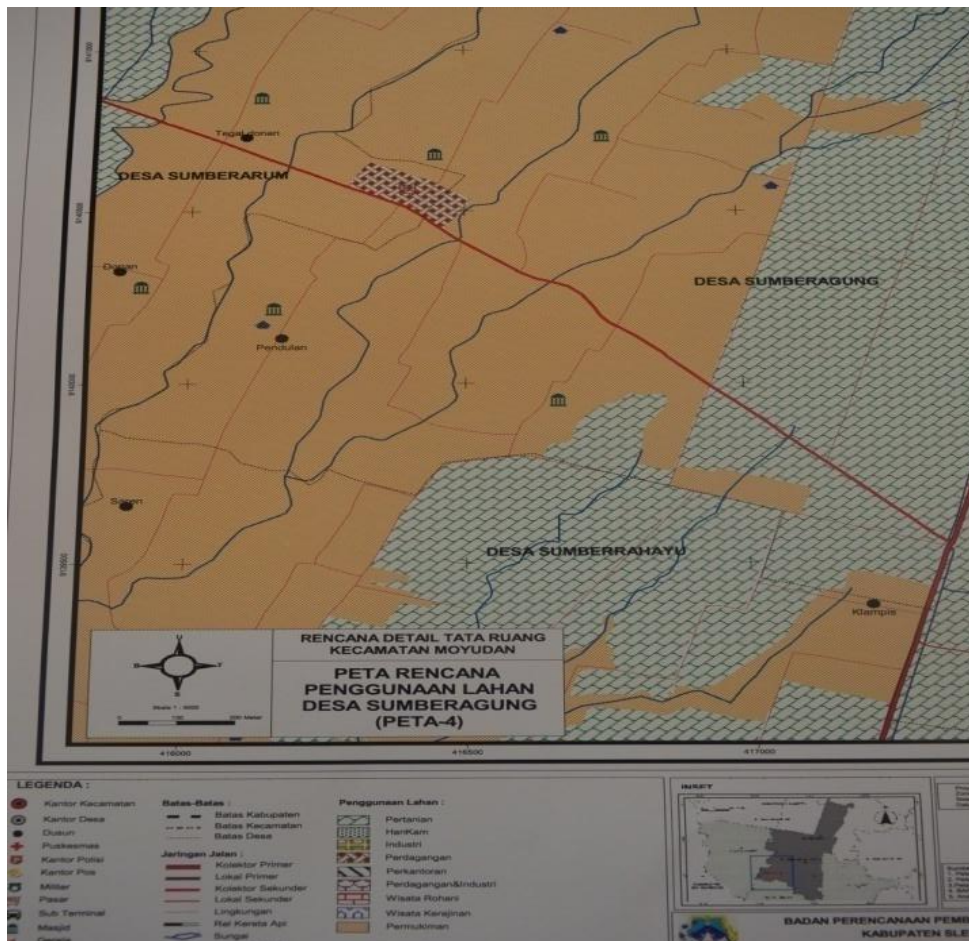 Tegal donan
DESA SUMBERARUM
DESA SUMBERAGUNG
Donan
Pendulan
Soren
DESA SUMBERRAHAYU
Klampis
RENCANA DETAIL TATA RUANG
KECAMATAN MOYUDAN
PETA RENCANA
PENGGUNAAN LAHAN
DESA SUMBERAGUNG
(PETA-4)
U
B
T
S
416000
416500
417000
LEGENDA :
Kantor Kecamatan
Kantor Desa
Dusun
Puskesmas
Kantor Polisi
Kantor Pos
Militer
Pasar
Sub Terminal
Masjid
Gereja
Batas-Batas :
Batas Kabupaten
Batas Kecamatan
Batas Desa
Jaringan Jalan :
Kolektor Primer
Lokal Primer
Kolektor Sekunder
Lokal Sekunder
Lingkungan
Rel Kereta Api
Sungai
Penggunaan Lahan :
Pertanian
HanKam
Industri
Perdagangan
Perkantoran
Perdagangan&Industri
Wisata Rohani
Wisata Kerajinan
Permukiman
INSET
BADAN PERENCANAAN PEMB
KABUPATEN SLE